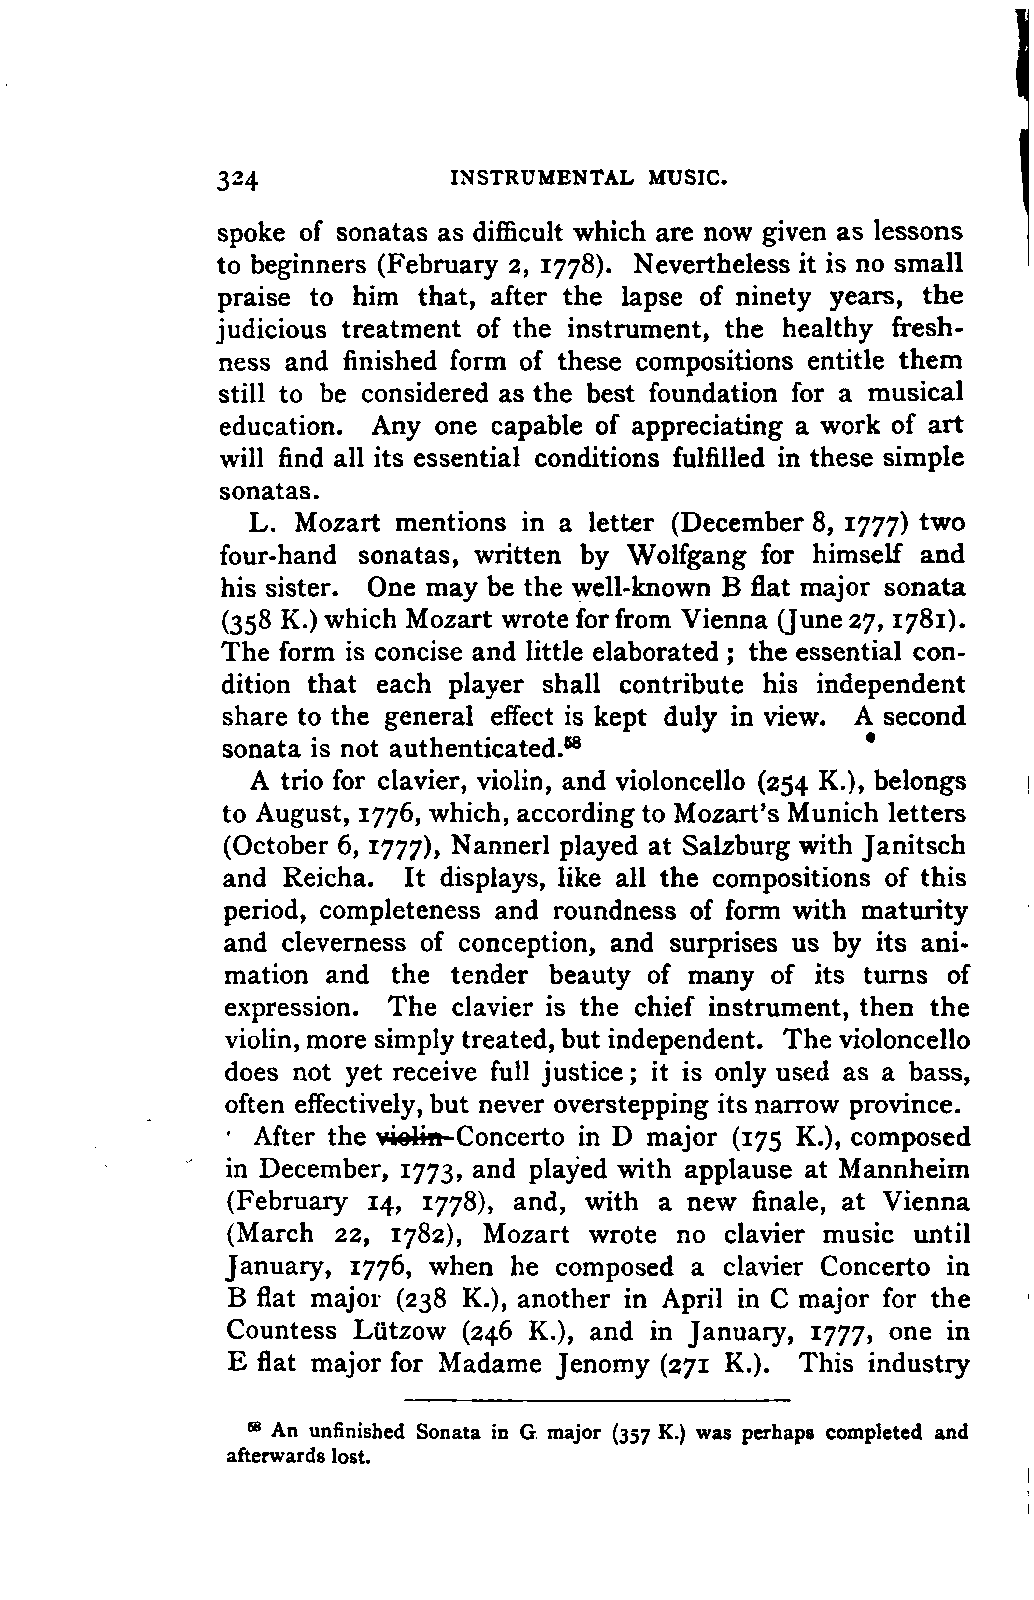 324 INSTRUMENTAL MUSIC.
spoke of sonatas as difficult which are now given as lessons
to beginners (February 2, 1778). Nevertheless it is no small
praise to him that, after the lapse of ninety years, the
judicious treatment of the instrument, the healthy fresh-
ness and finished form of these compositions entitle them
still to be considered as the best foundation for a musical
education. Any one capable of appreciating a work of art
will find all its essential conditions fulfilled in these simple
sonatas.
L. Mozart mentions in a letter (December 8, 1777) two
four-hand sonatas, written by Wolfgang for himself and
his sister. One may be the well-known B flat major sonata
(358 K.) which Mozart wrote for from Vienna (June 27, 1781).
The form is concise and little elaborated ; the essential con-
dition that each player shall contribute his independent
share to the general effect is kept duly in view. A second
sonata is not authenticated.58
A trio for clavier, violin, and violoncello (254 K.), belongs
to August, 1776, which, according to Mozart's Munich letters
(October 6, 1777), Nannerl played at Salzburg with Janitsch
and Reicha. It displays, like all the compositions of this
period, completeness and roundness of form with maturity
and cleverness of conception, and surprises us by its ani-
mation and the tender beauty of many of its turns of
expression. The clavier is the chief instrument, then the
violin, more simply treated, but independent. The violoncello
does not yet receive full justice; it is only used as a bass,
often effectively, but never overstepping its narrow province.
After the violin-Concerto in D major (175 K.), composed
in December, 1773, and played with applause at Mannheim
(February 14, 1778), and, with a new finale, at Vienna
(March 22, 1782), Mozart wrote no clavier music until
January, 1776, when he composed a clavier Concerto in
B flat major (238 K.), another in April in C major for the
Countess Lützow (246 K.), and in January, 1777, one in
E flat major for Madame Jenomy (271 K.). This industry
58 An unfinished Sonata in G major (357 K.) was perhaps completed and
afterwards lost.